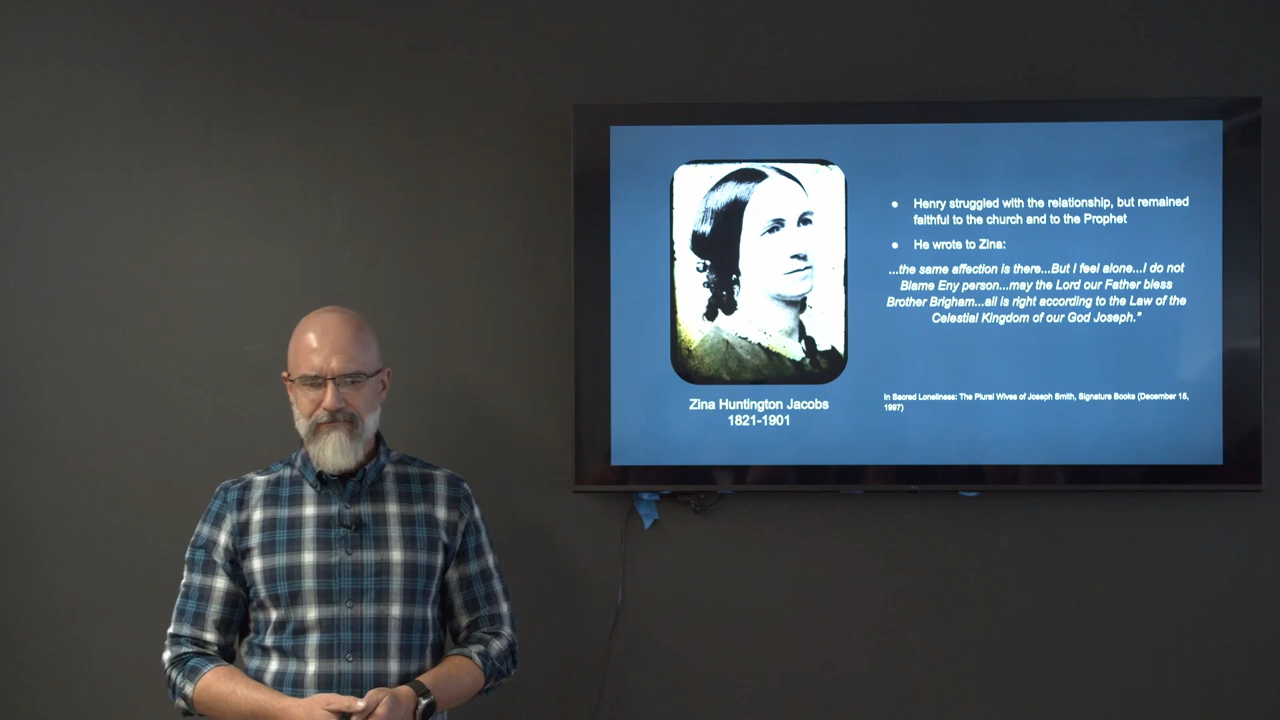 Henry struggled with the relationship, but remained
faithful to the church and to the Prophet
He wrote to Zina:
...the same affection is there...But I feel alone...I do not
Blame Eny person...may the Lord our Father bless
Brother Brigham...all is right according to the Law of the
Celestial Kingdom of our God Joseph."
In Sacred Loneliness: The Plural Wives of Joseph Smith, Signature Books (December 15,
1997)
Zina Huntington Jacobs
1821-1901